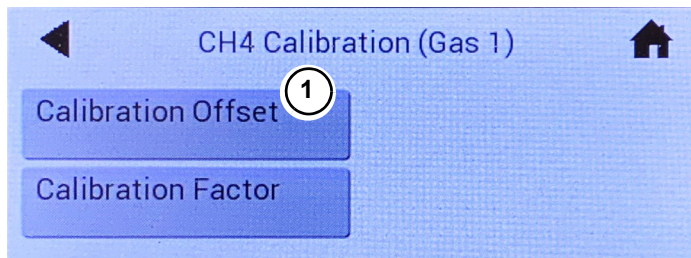 CH4 Calibration (Gas 1)
1
Calibration Offset
Calibration Factor